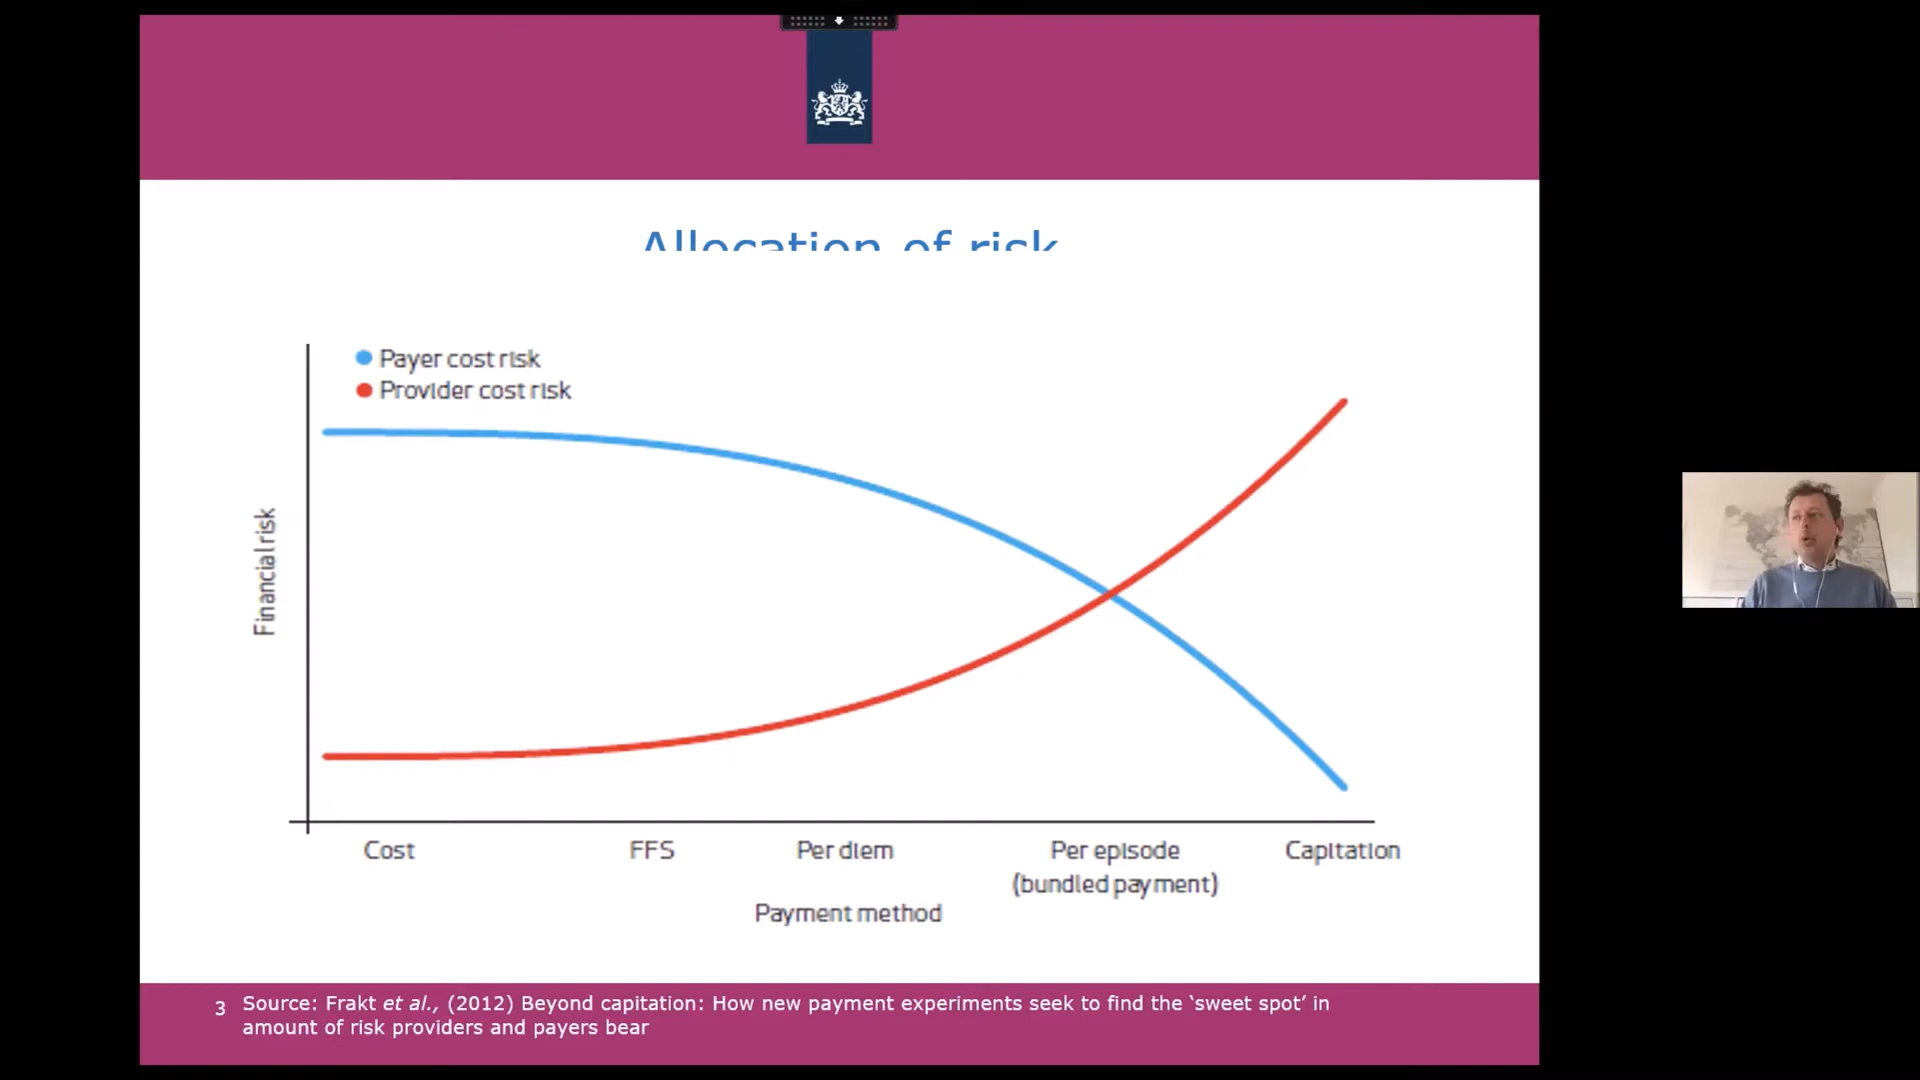 Allocation of risk
Payer cost risk
Provider cost risk
Financial risk
Cost
FFS
Per diem
Per episode
(bundled payment)
Capitation
Payment method
3
Source: Frakt et al., (2012) Beyond capitation: How new payment experiments seek to find the ‘sweet spot’ in
amount of risk providers and payers bear